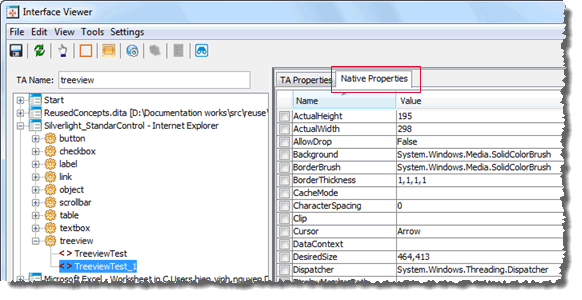 Interface Viewer
File Edit View Tools Settings
TA Name: treeview
Start
ReusedConcepts.dita [D:\Documentation works\src\reuse\
Silverlight_StandarControl - Internet Explorer
button
checkbox
label
link
object
scrollbar
table
textbox
treeview
< > TreeviewTest
< > TreeviewTest_1
Microsoft Excel - Worksheet in C Users hien vinh nguyen D
TA Properties Native Properties
Name Value
ActualHeight 195
ActualWidth 298
AllowDrop False
Background System.Windows.Media.SolidColorBrush
BorderBrush System.Windows.Media.SolidColorBrush
BorderThickness 1,1,1,1
CacheMode
CharacterSpacing 0
Clip
Cursor Arrow
DataContext
DesiredSize 464,413
Dispatcher System.Windows.Threading.Dispatcher